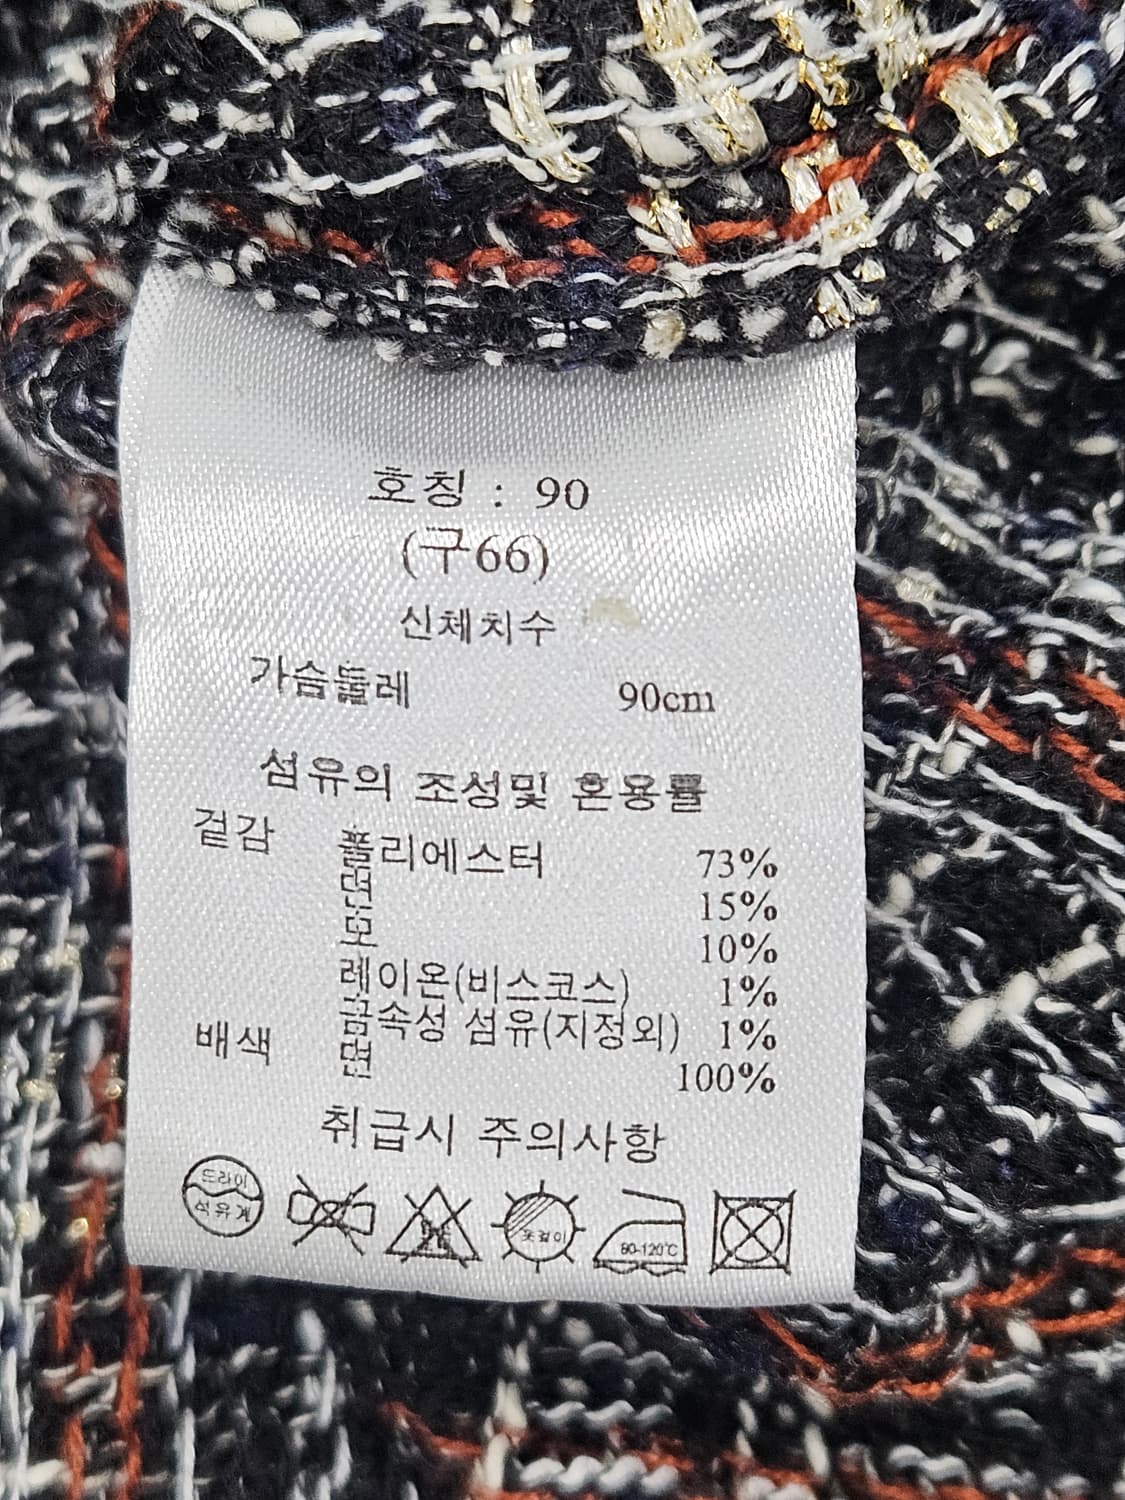 호칭 : 90
(구66)
신체치수
가슴둘레 90cm
섬유의 조성및 혼용률
겉감 폴리에스터 73%
면 15%
모 10%
레이온(비스코스) 1%
금속성 섬유(지정외) 1%
배색 면 100%
취급시 주의사항
드라이
석유계
옷걸이
80-120℃